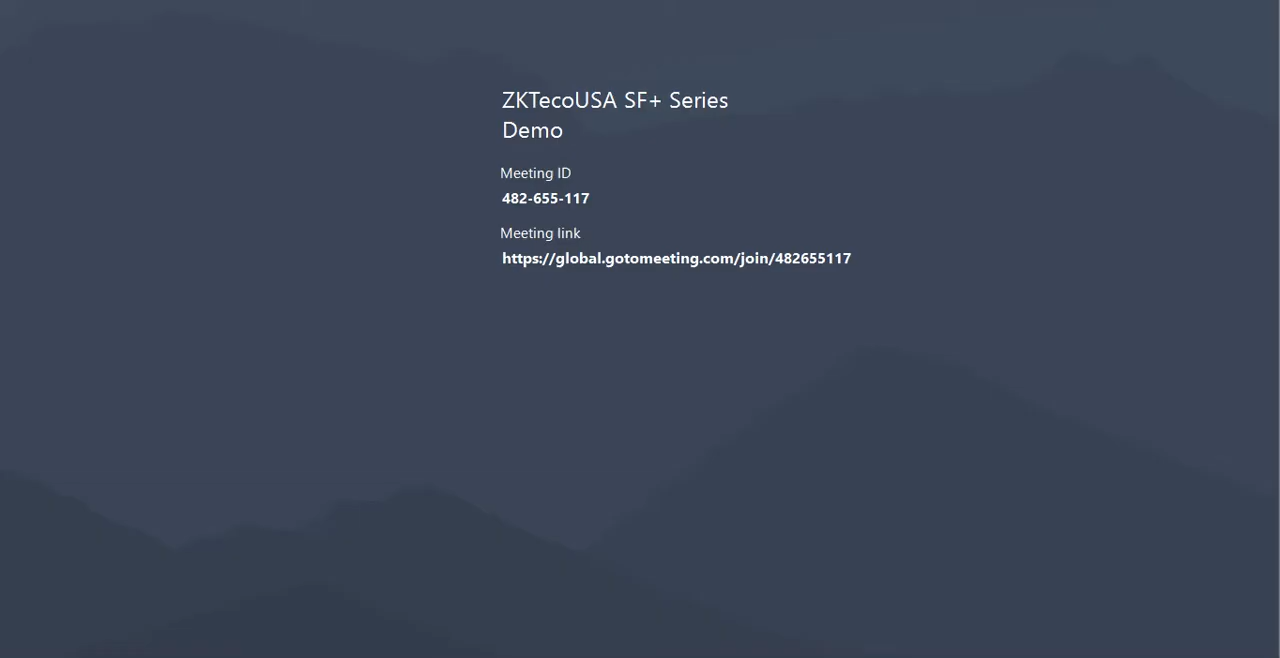 ZKTecoUSA SF+ Series
Demo
Meeting ID
482-655-117
Meeting link
https://global.gotomeeting.com/join/482655117